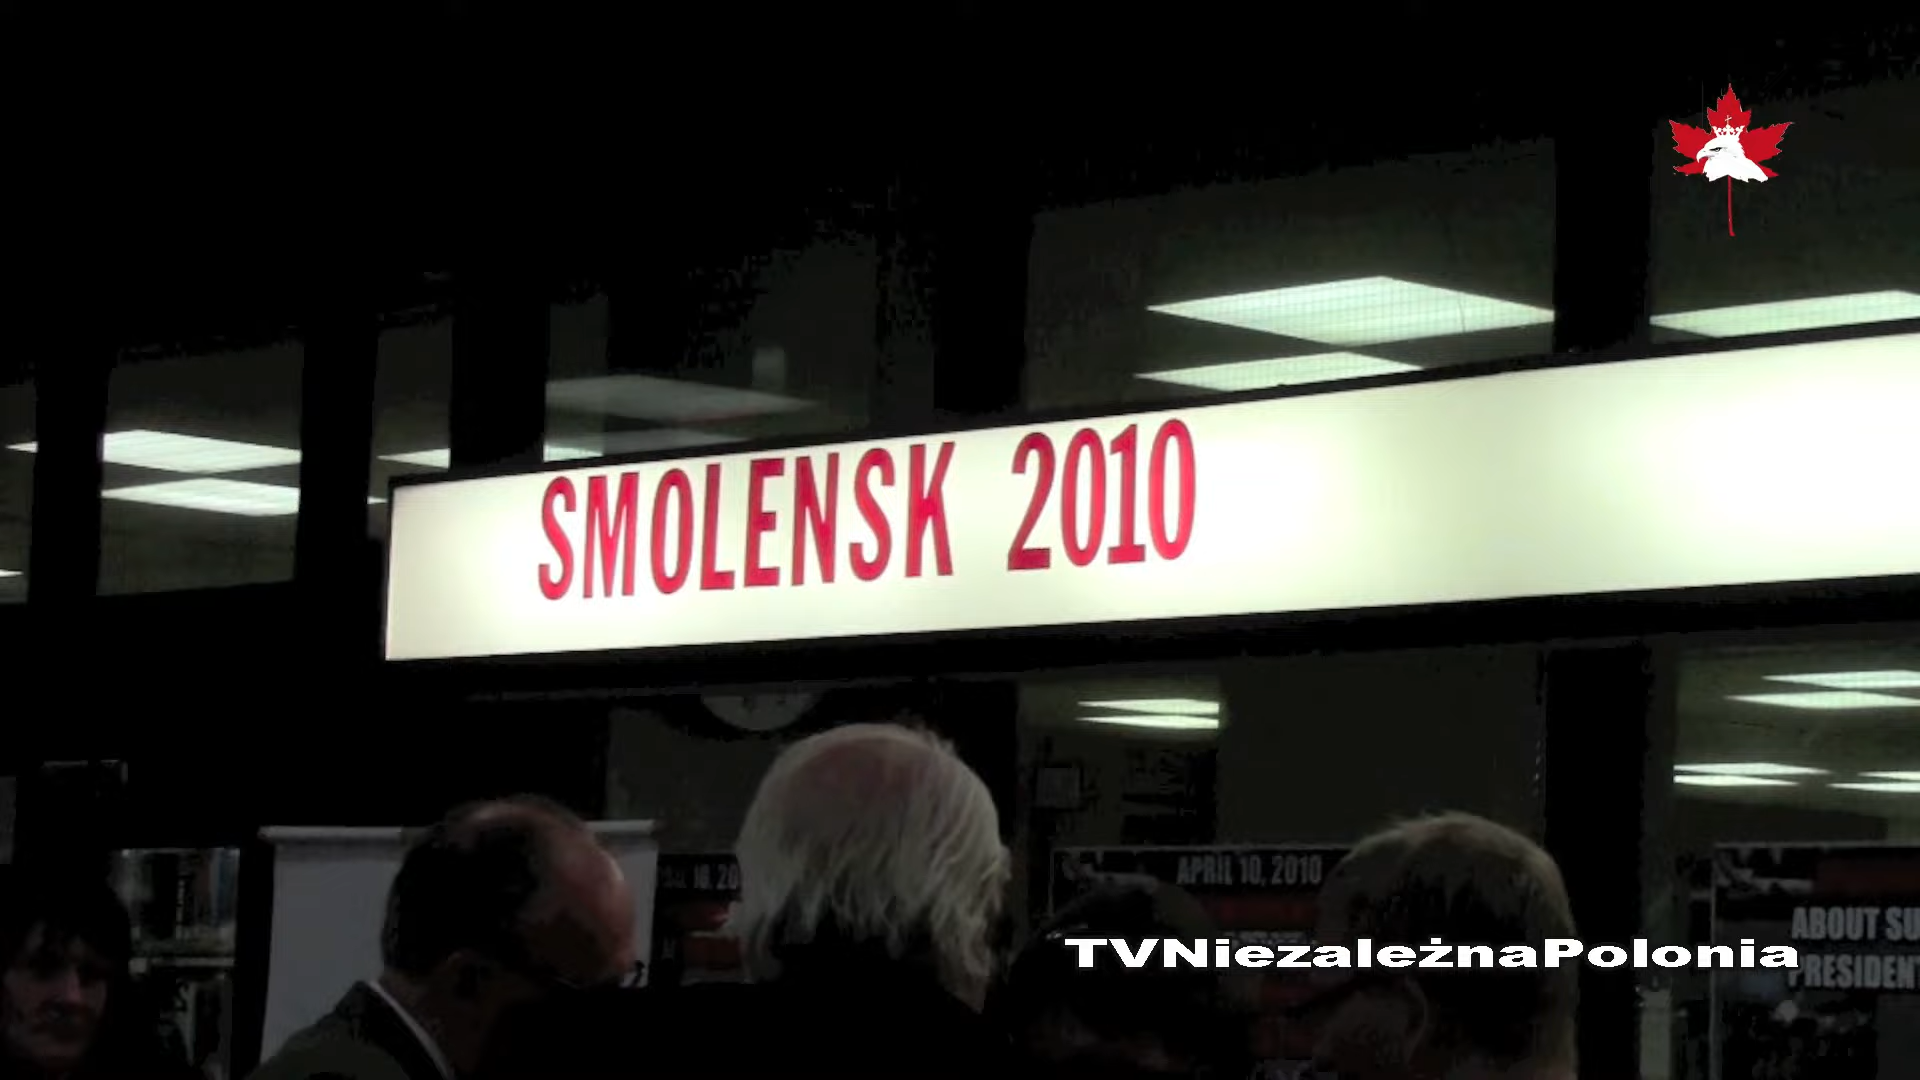 SMOLENSK 2010
APRIL 10, 2010
ABOUT SU
PRESIDENT
TVNiezależnaPolonia